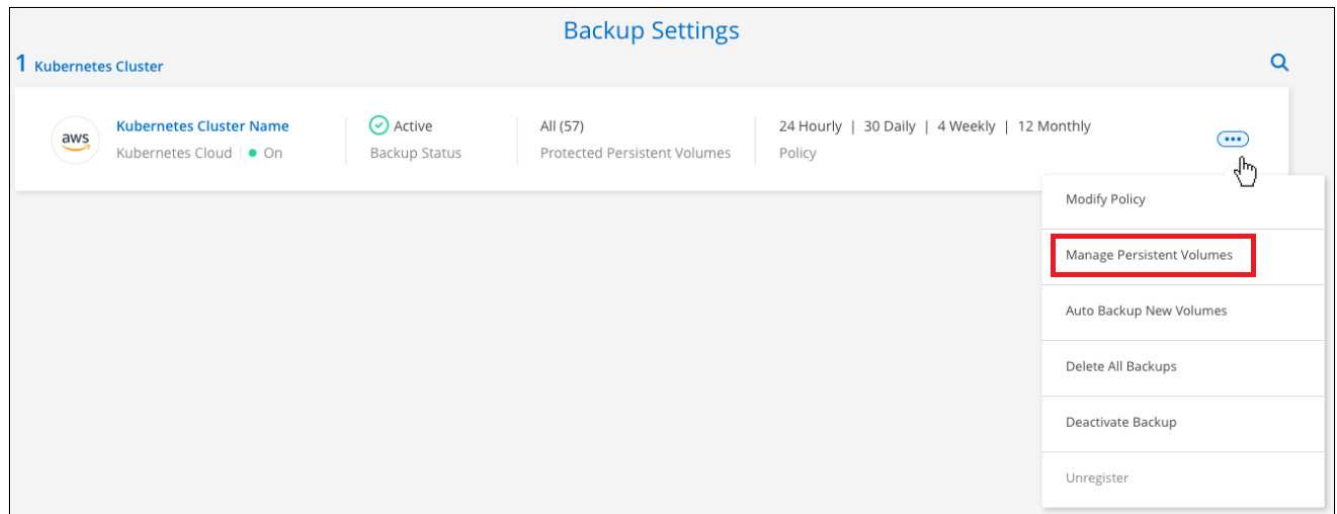 Backup Settings
1 Kubernetes Cluster
aws
Kubernetes Cluster Name
Kubernetes Cloud
On
Active
Backup Status
All (57)
Protected Persistent Volumes
24 Hourly | 30 Daily | 4 Weekly | 12 Monthly
Policy
Modify Policy
Manage Persistent Volumes
Auto Backup New Volumes
Delete All Backups
Deactivate Backup
Unregister